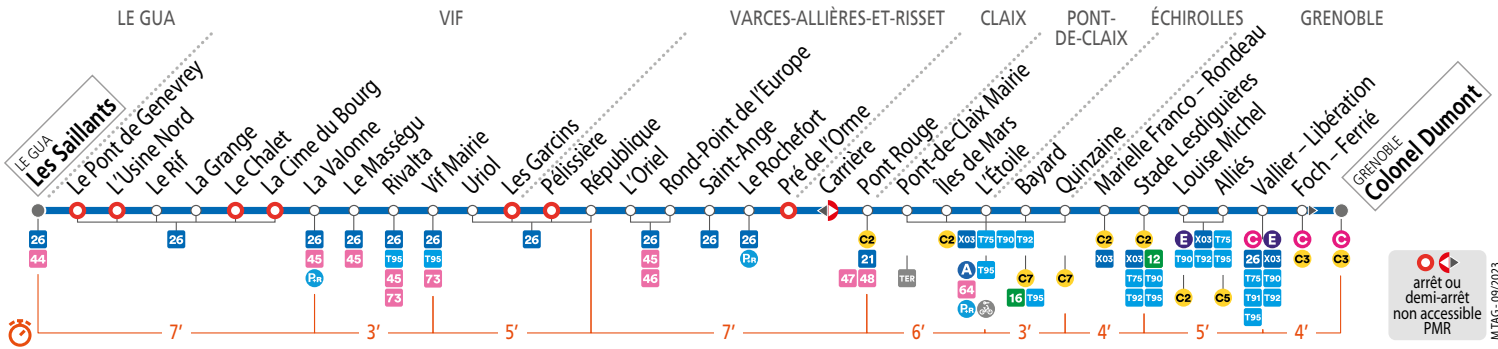 LE GUA
VIF
VARCES-ALLIÈRES-ET-RISSET
CLAIX
PONT-
DE-CLAIX
ÉCHIROLLES
GRENOBLE
LE GUA
Les Saillants
Le Pont de Genevrey
L'Usine Nord
Le Rif
La Grange
Le Chalet
La Cime du Bourg
La Valonne
Le Masségu
Rivalta
Vif Mairie
Uriol
Les Garcins
Pélissière
République
L'Oriel
Rond-Point de l'Europe
Saint-Ange
Le Rochefort
Pré de l'Orme
Carrière
Pont Rouge
Pont-de-Claix Mairie
Îles de Mars
L'Étoile
Bayard
Quinzaine
Marielle Franco – Rondeau
Stade Lesdiguières
Louise Michel
Alliés
Vallier – Libération
Foch – Ferrié
GRENOBLE
Colonel Dumont
26
44
26
26
45
P+R
26
45
26
T95
45
73
26
T95
73
26
26
45
46
26
26
P+R
C2
21
47 48
TER
C2 X03 T75 T90 T92
A T95
64
P+R
C7
16 T95
C7
C2
X03
C2
X03 12
T75 T90
T92 T95
E X03 T75
T90 T92 T95
C2 C5
C E
26 X03
T75 T90
T91 T92
T95
C
C3
C
C3
7’
3’
5’
7’
6’
3’
4’
5’
4’
arrêt ou
demi-arrêt
non accessible
PMR
M TAG - 09/2023